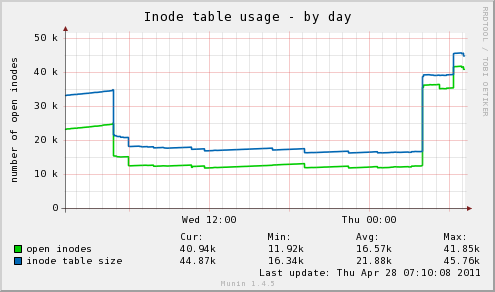 Inode table usage - by day
RRDTOOL / TOBI OETIKER
number of open inodes
50 k
40 k
30 k
20 k
10 k
0
Wed 12:00 Thu 00:00
Cur: Min: Avg: Max:
open inodes 40.94k 11.92k 16.57k 41.85k
inode table size 44.87k 16.34k 21.88k 45.76k
Last update: Thu Apr 28 07:10:08 2011
Munin 1.4.5